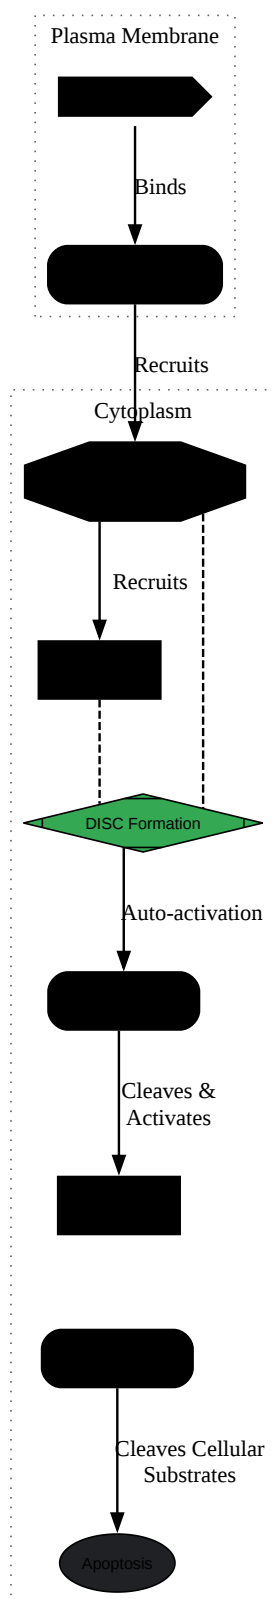 Plasma Membrane
Binds
Recruits
Cytoplasm
Recruits
DISC Formation
Auto-activation
Cleaves &
Activates
Cleaves Cellular
Substrates
Apoptosis